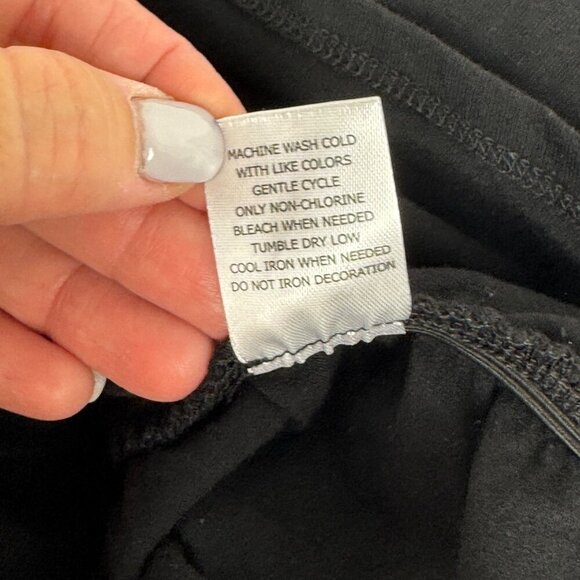 MACHINE WASH COLD
WITH LIKE COLORS
GENTLE CYCLE
ONLY NON-CHLORINE
BLEACH WHEN NEEDED
TUMBLE DRY LOW
COOL IRON WHEN NEEDED
DO NOT IRON DECORATION